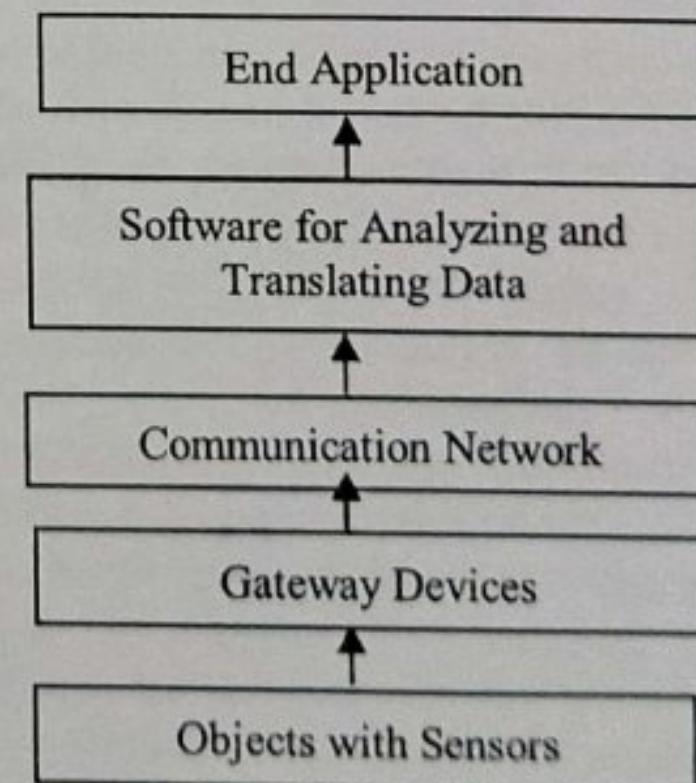 End Application
Software for Analyzing and
Translating Data
Communication Network
Gateway Devices
Objects with Sensors